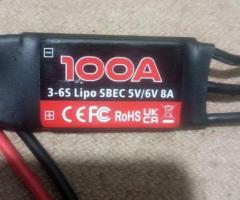 100A
3-6S Lipo SBEC 5V/6V 8A
CE FC RoHS UK CA